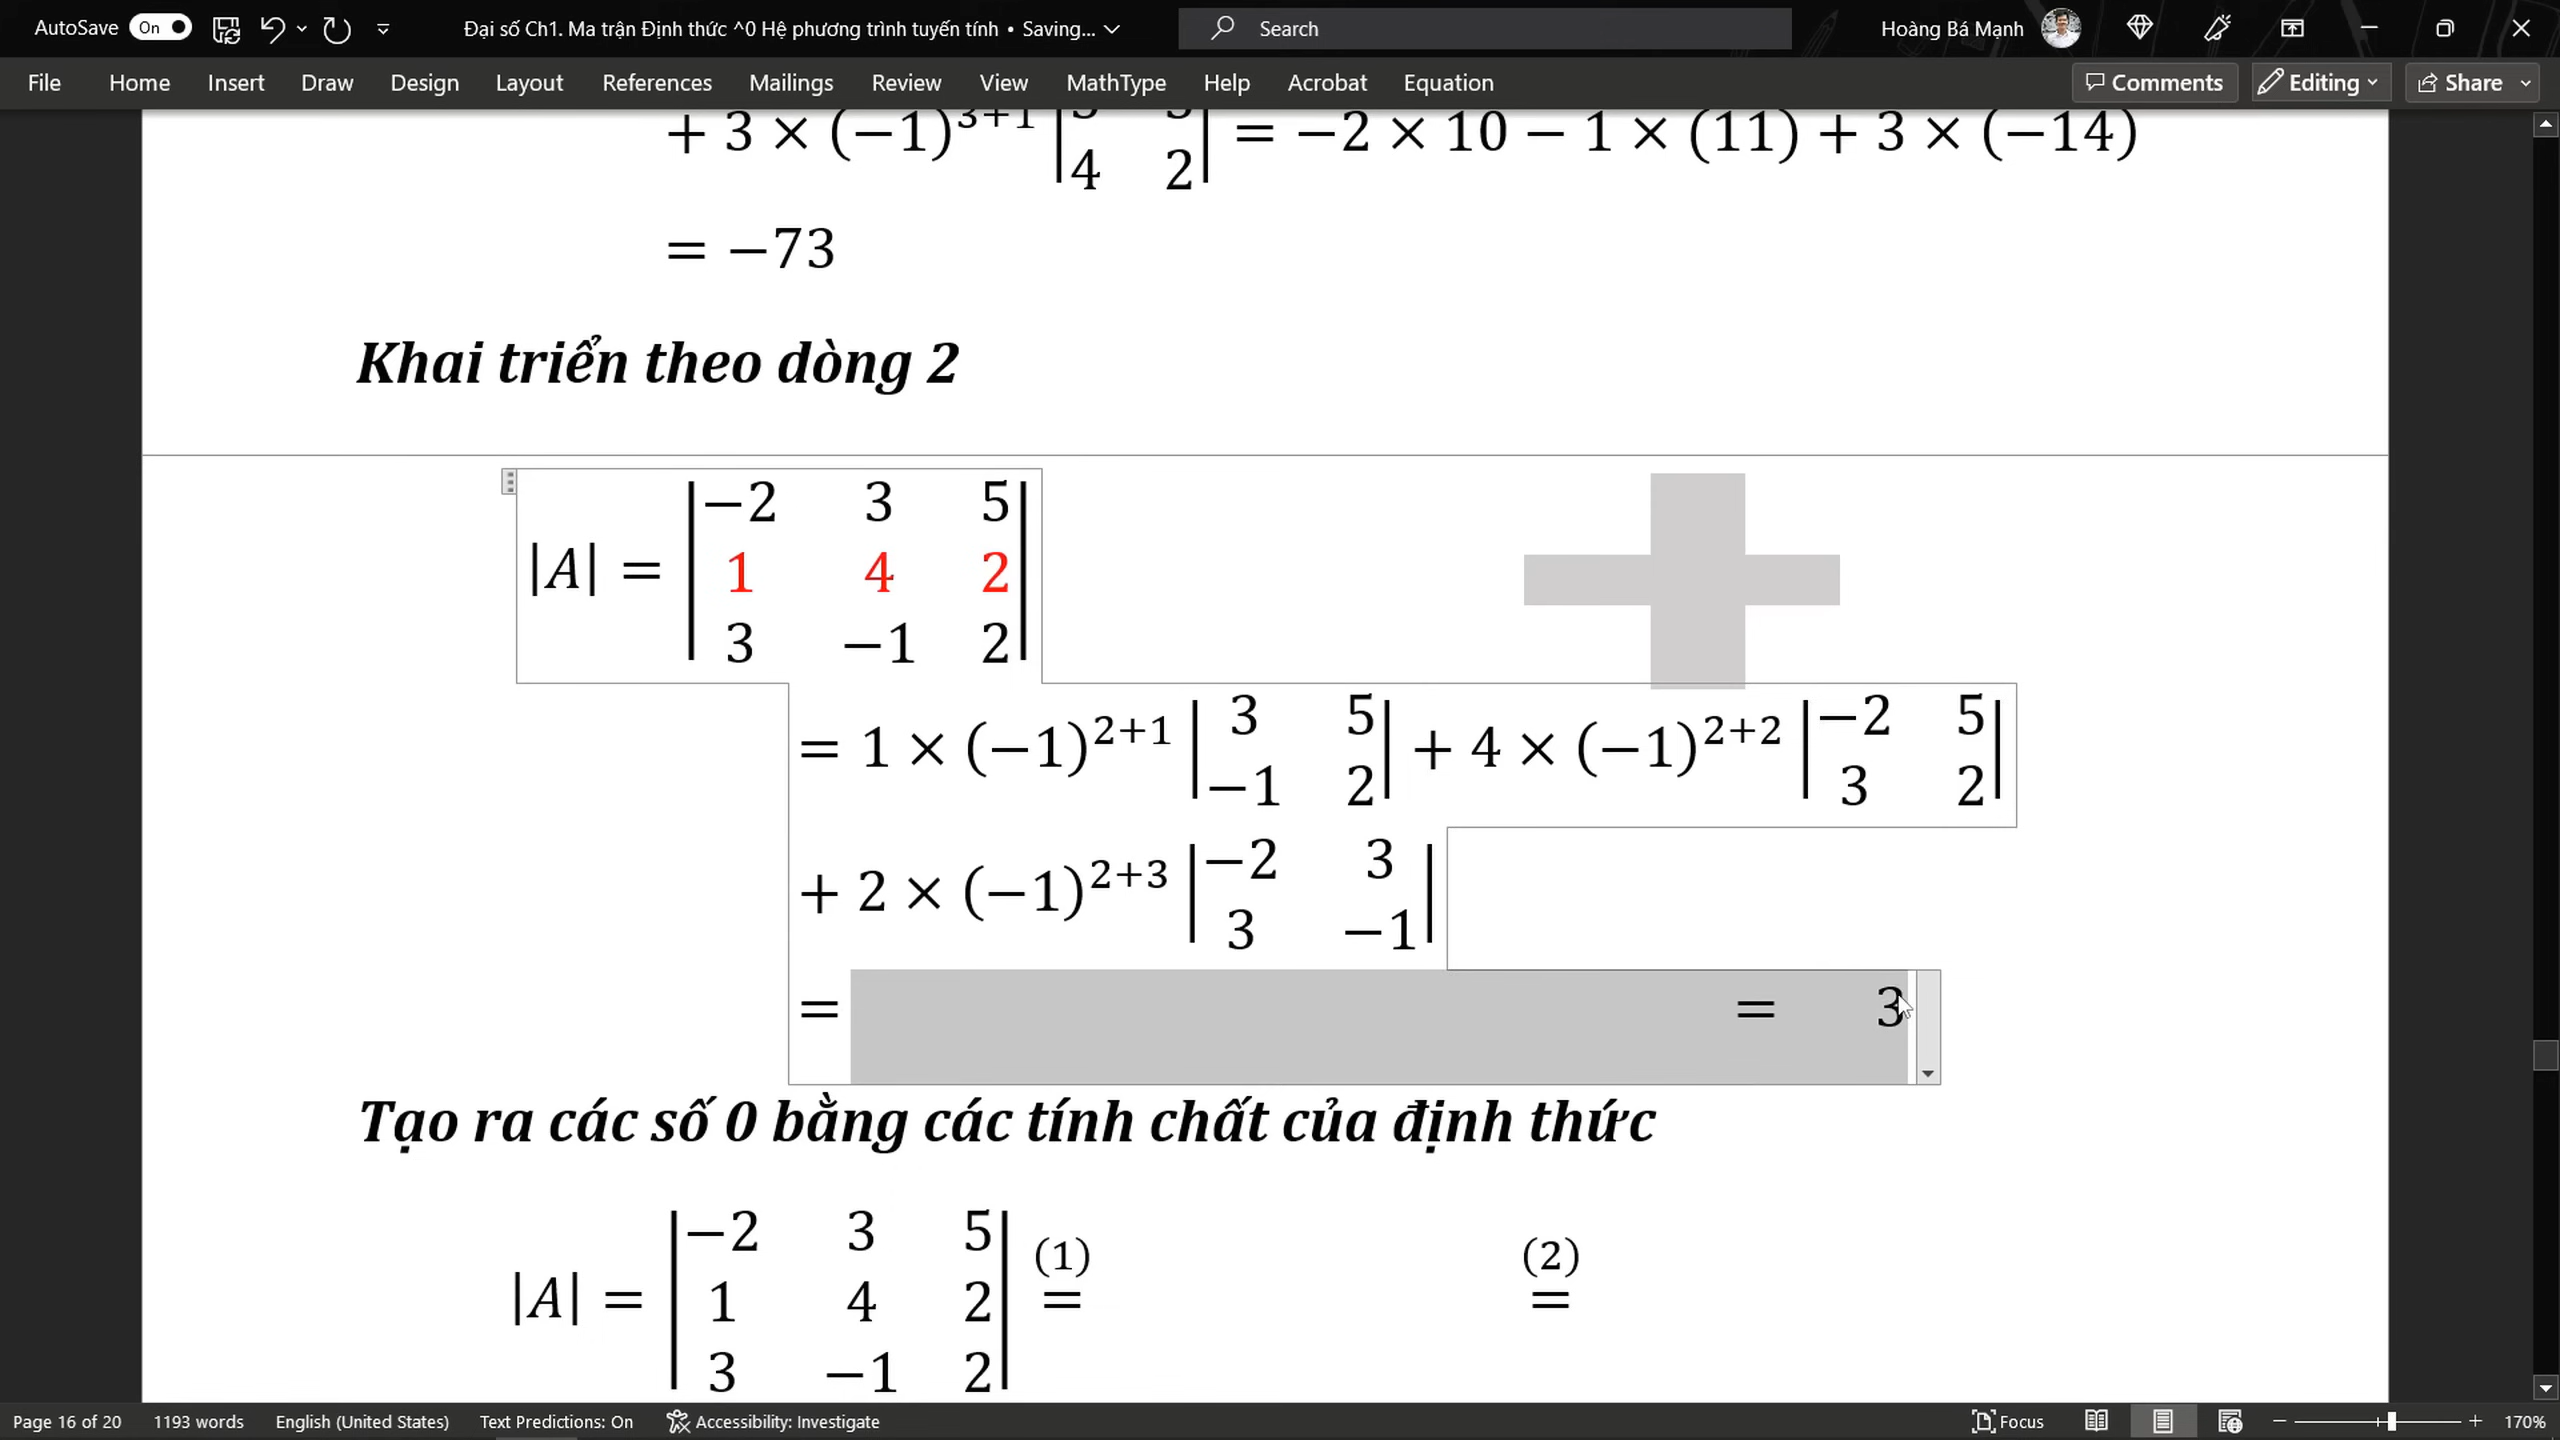 AutoSave On Đại số Ch1. Ma trận Định thức ^0 Hệ phương trình tuyến tính • Saving... Search Hoàng Bá Mạnh
File Home Insert Draw Design Layout References Mailings Review View MathType Help Acrobat Equation Comments Editing Share
+ 3 × (−1)^{3+1} |
4 2| = −2 × 10 − 1 × (11) + 3 × (−14)
= −73
Khai triển theo dòng 2
|A| = |−2 3 5|
|1 4 2|
|3 −1 2|
= 1 × (−1)^{2+1} |3 5; −1 2| + 4 × (−1)^{2+2} |−2 5; 3 2|
+ 2 × (−1)^{2+3} |−2 3; 3 −1|
= = 3
Tạo ra các số 0 bằng các tính chất của định thức
|A| = |−2 3 5; 1 4 2; 3 −1 2| (1) = (2) =
Page 16 of 20 1193 words English (United States) Text Predictions: On Accessibility: Investigate Focus 170%